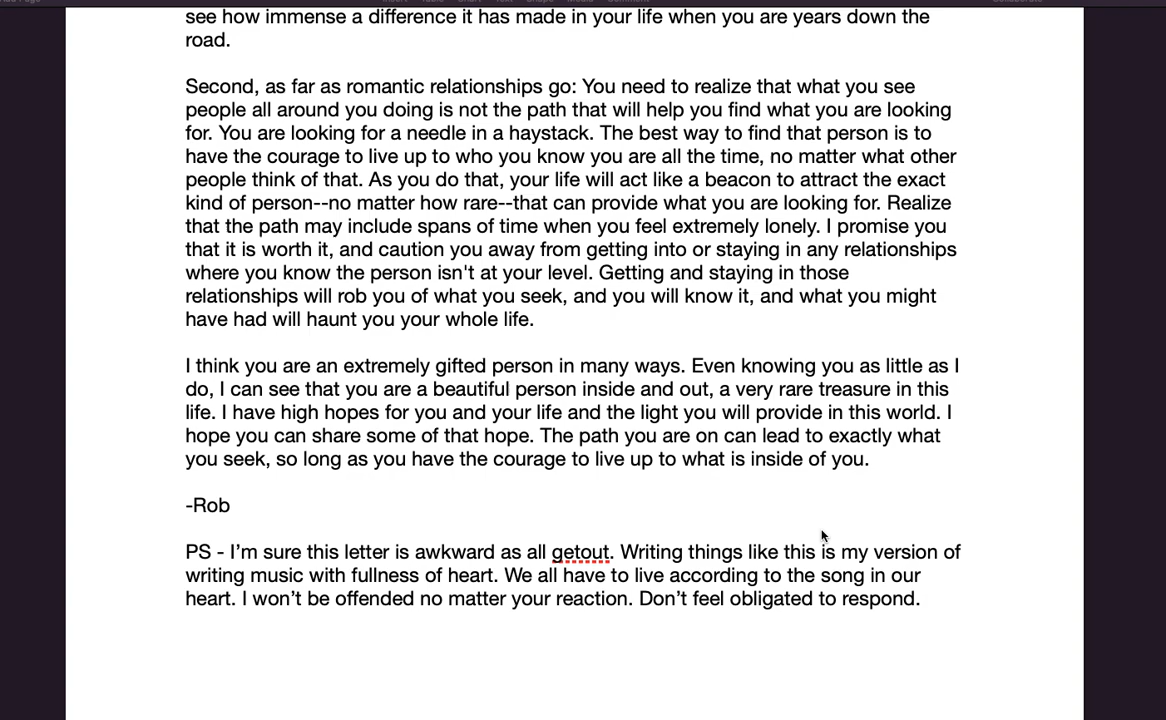 see how immense a difference it has made in your life when you are years down the
road.
Second, as far as romantic relationships go: You need to realize that what you see
people all around you doing is not the path that will help you find what you are looking
for. You are looking for a needle in a haystack. The best way to find that person is to
have the courage to live up to who you know you are all the time, no matter what other
people think of that. As you do that, your life will act like a beacon to attract the exact
kind of person--no matter how rare--that can provide what you are looking for. Realize
that the path may include spans of time when you feel extremely lonely. I promise you
that it is worth it, and caution you away from getting into or staying in any relationships
where you know the person isn't at your level. Getting and staying in those
relationships will rob you of what you seek, and you will know it, and what you might
have had will haunt you your whole life.
I think you are an extremely gifted person in many ways. Even knowing you as little as I
do, I can see that you are a beautiful person inside and out, a very rare treasure in this
life. I have high hopes for you and your life and the light you will provide in this world. I
hope you can share some of that hope. The path you are on can lead to exactly what
you seek, so long as you have the courage to live up to what is inside of you.
-Rob
PS - I’m sure this letter is awkward as all getout. Writing things like this is my version of
writing music with fullness of heart. We all have to live according to the song in our
heart. I won’t be offended no matter your reaction. Don’t feel obligated to respond.